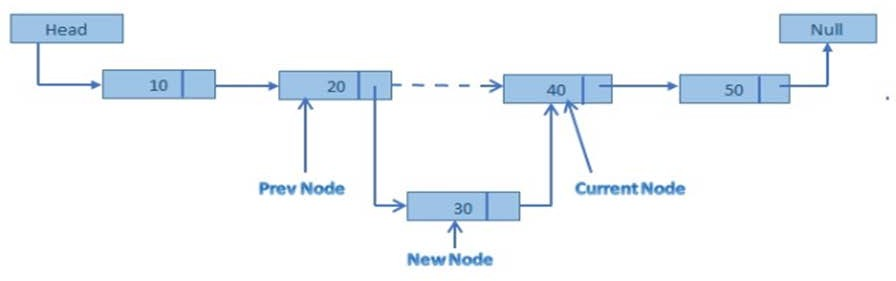 Head
Null
10
20
40
50
Prev Node
Current Node
30
New Node